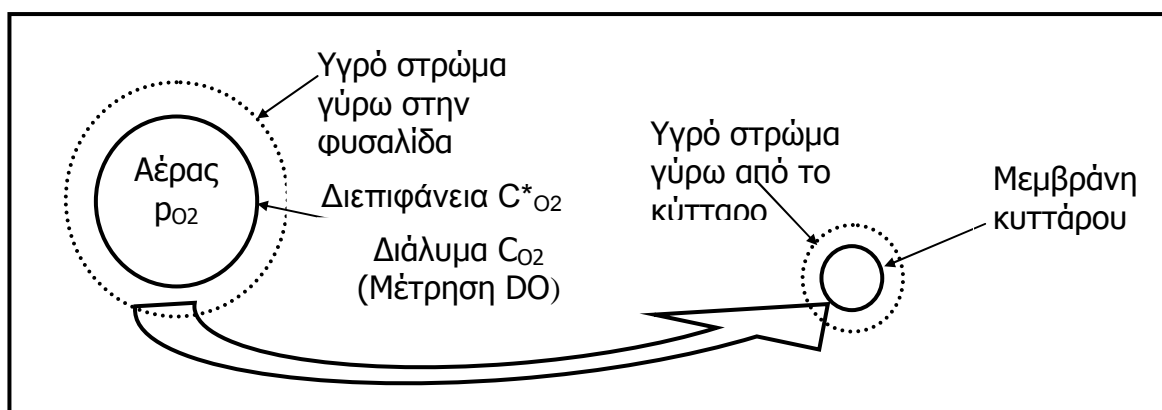 Υγρό στρώμα
γύρω στην
φυσαλίδα
Αέρας
pO2
Διεπιφάνεια C*O2
Διάλυμα CO2
(Μέτρηση DO)
Υγρό στρώμα
γύρω από το
κύτταρο
Μεμβράνη
κυττάρου